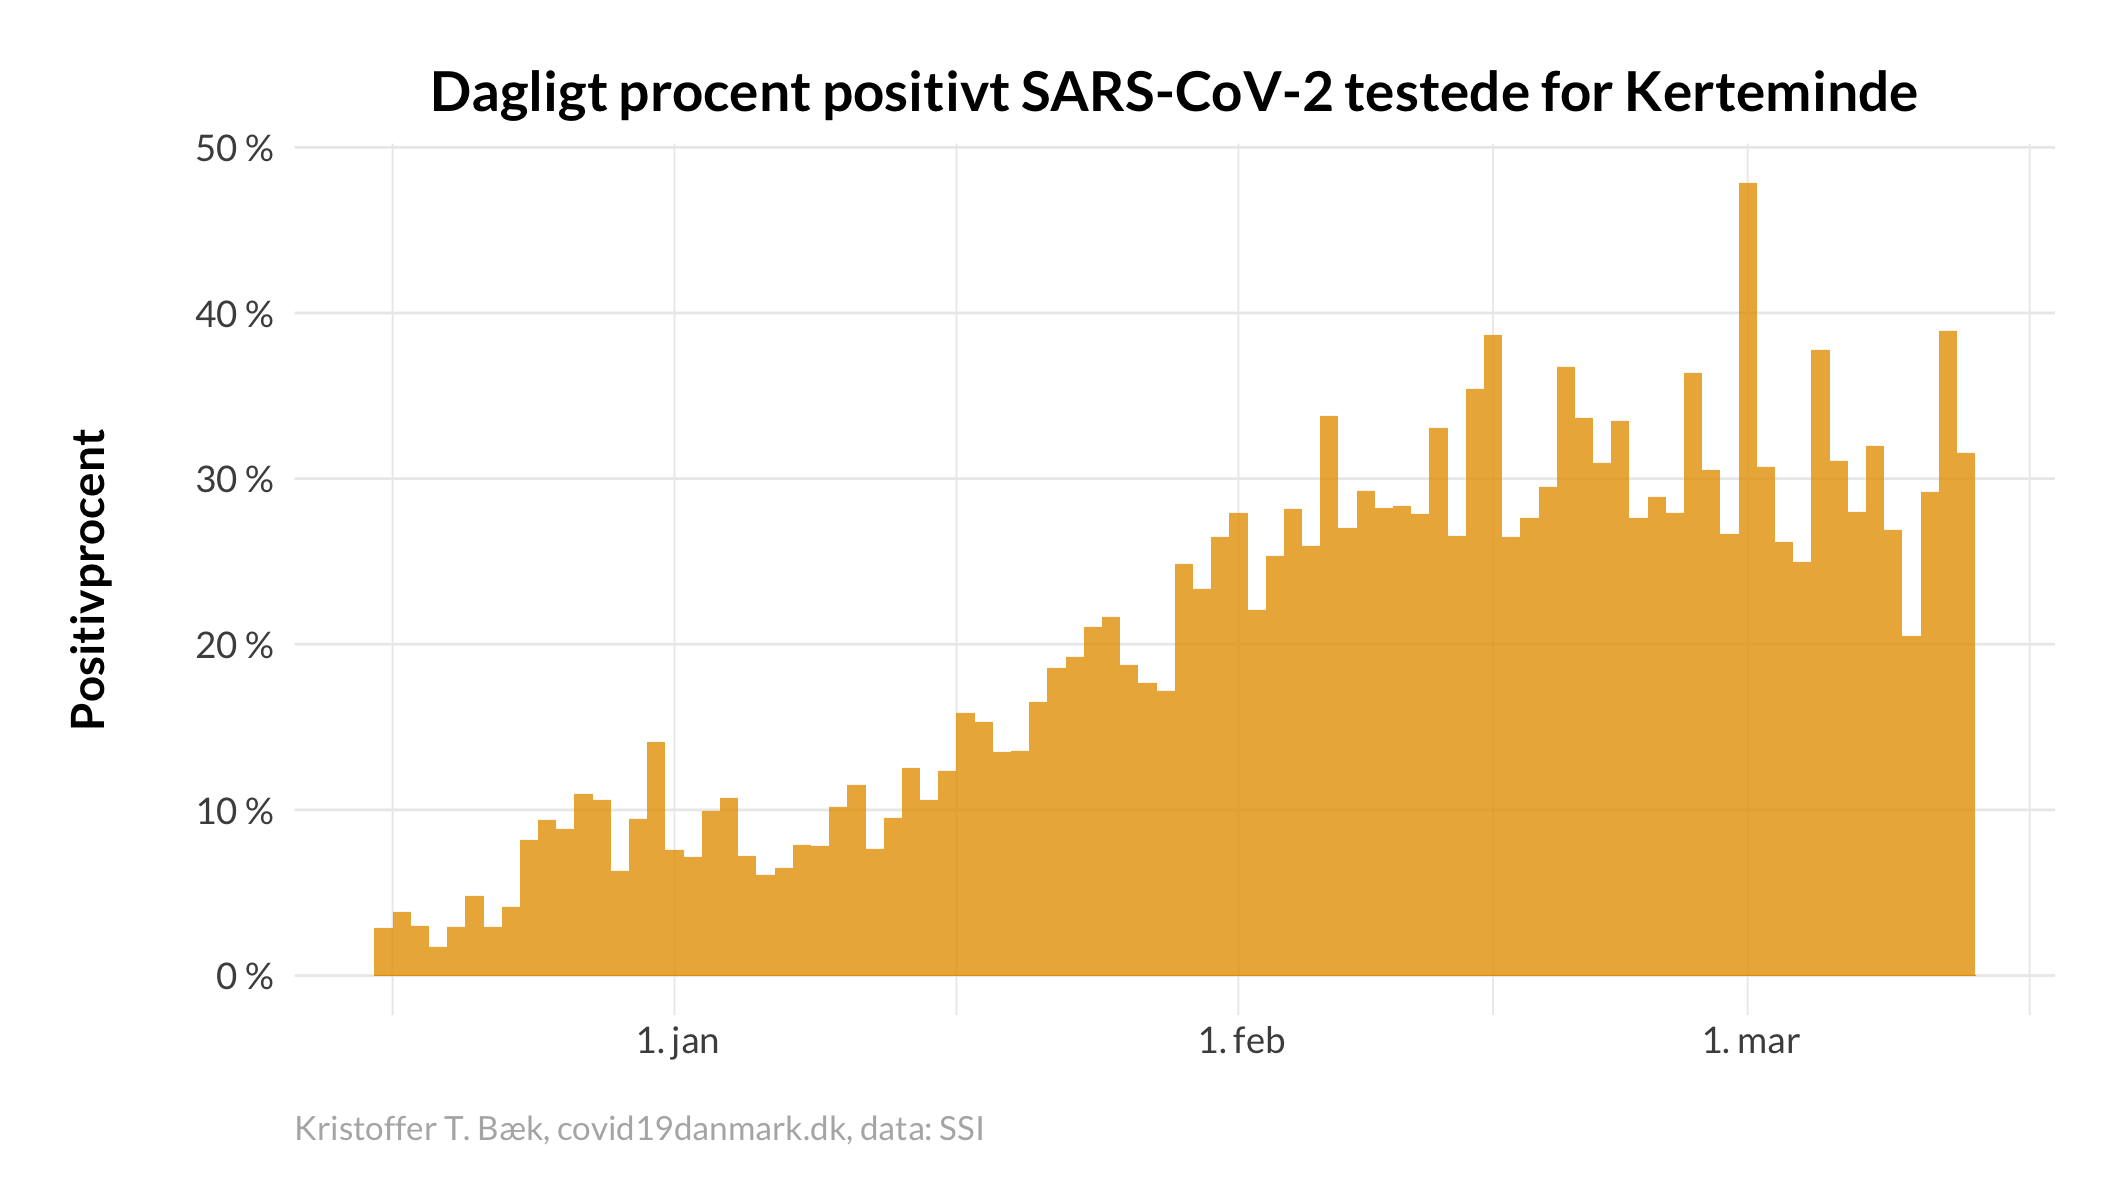 Dagligt procent positivt SARS-CoV-2 testede for Kerteminde
Positivprocent
50 %
40 %
30 %
20 %
10 %
0 %
1. jan
1. feb
1. mar
Kristoffer T. Bæk, covid19danmark.dk, data: SSI